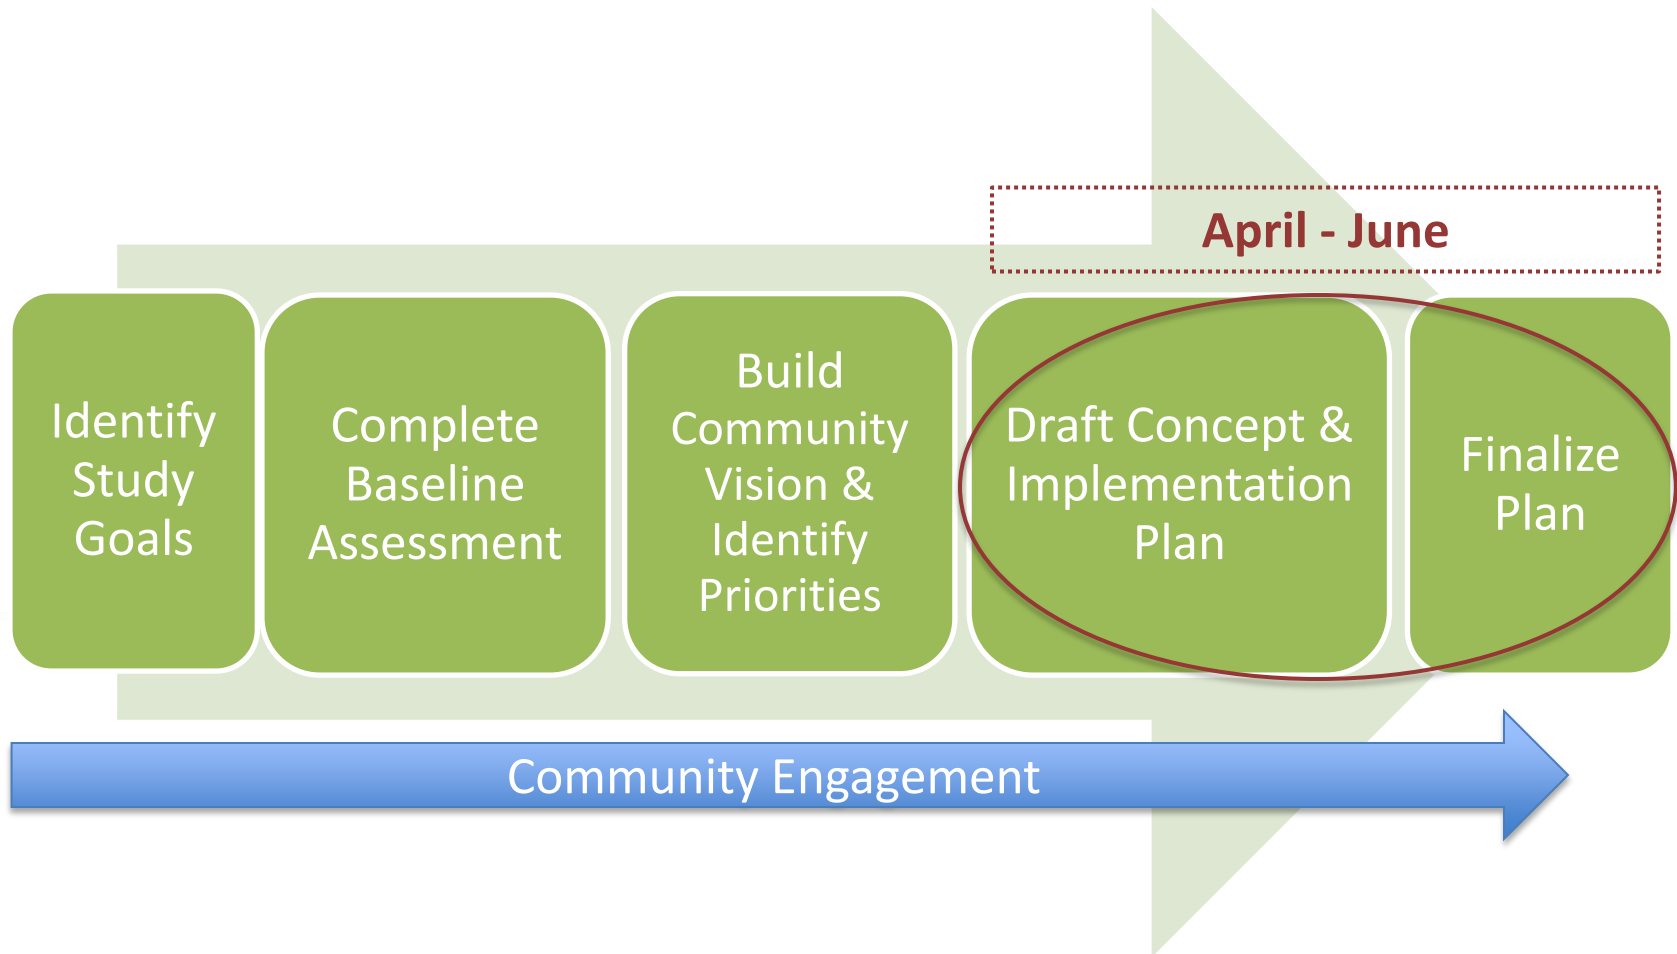 April - June
Identify
Study
Goals
Complete
Baseline
Assessment
Build
Community
Vision &
Identify
Priorities
Draft Concept &
Implementation
Plan
Finalize
Plan
Community Engagement